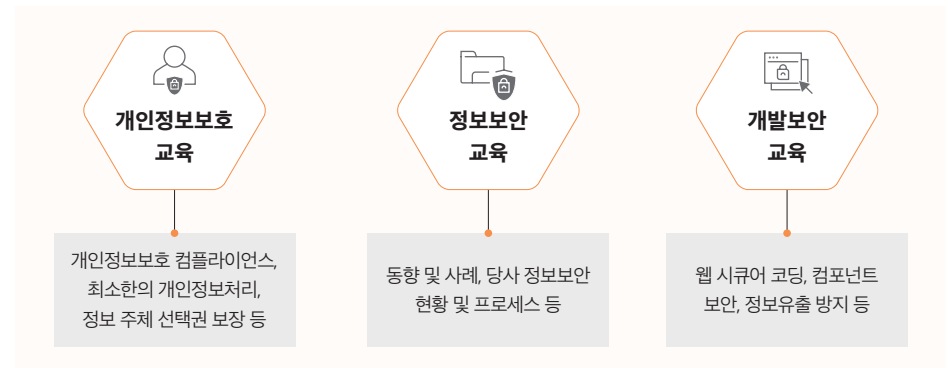 개인정보보호
교육
개인정보보호 컴플라이언스,
최소한의 개인정보처리,
정보 주체 선택권 보장 등
정보보안
교육
동향 및 사례, 당사 정보보안
현황 및 프로세스 등
개발보안
교육
웹 시큐어 코딩, 컴포넌트
보안, 정보유출 방지 등